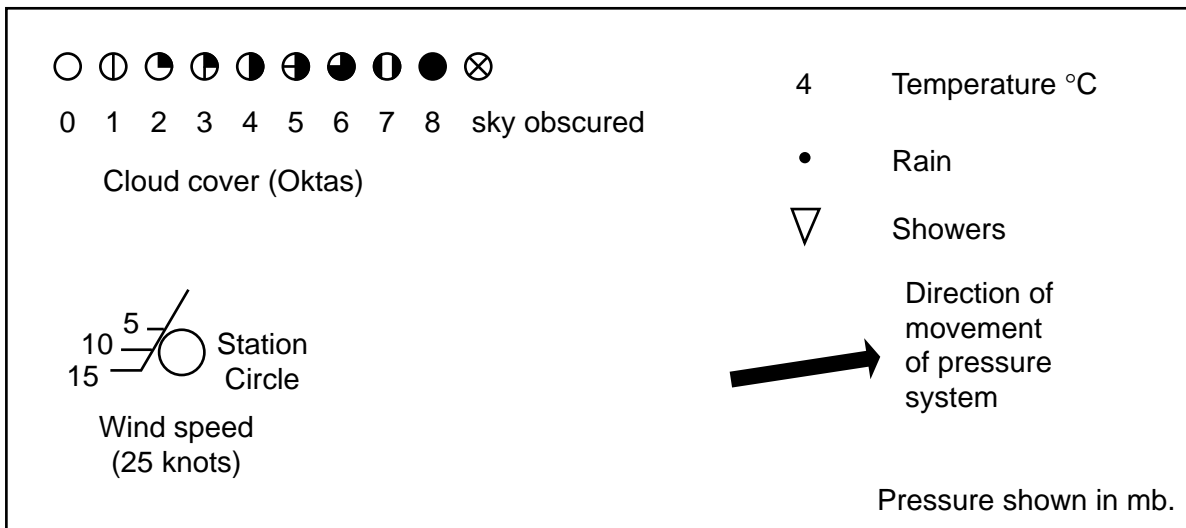 0 1 2 3 4 5 6 7 8 sky obscured
Cloud cover (Oktas)
4 Temperature °C
Rain
Showers
5
10
15
Station
Circle
Wind speed
(25 knots)
Direction of
movement
of pressure
system
Pressure shown in mb.